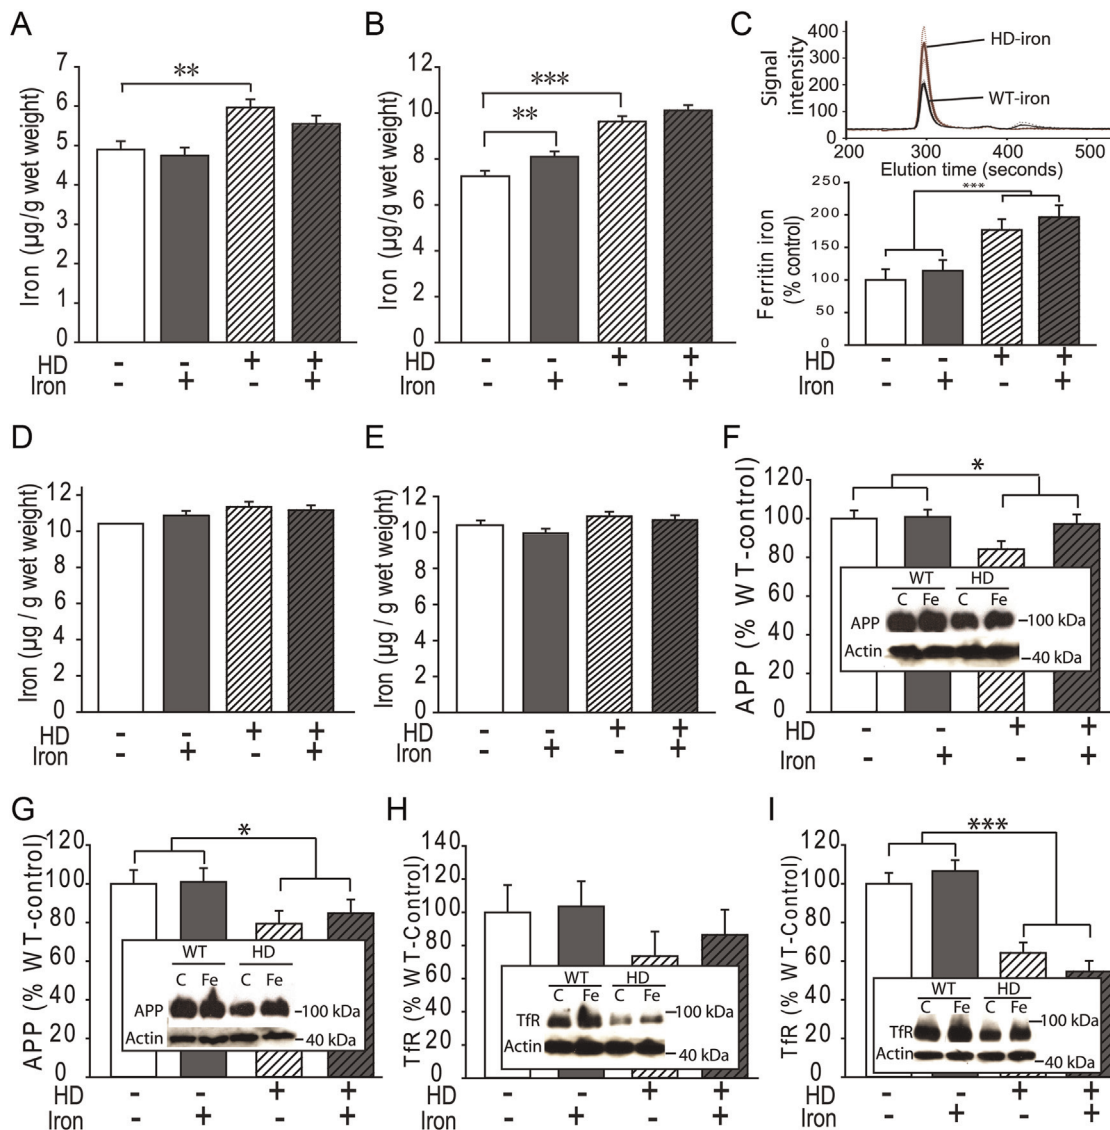 A
Iron (µg/g wet weight)
7
6
5
4
3
2
1
0
**
HD - - + +
Iron - + - +
B
Iron (µg/g wet weight)
12
10
8
6
4
2
0
***
**
HD - - + +
Iron - + - +
C
Signal
intensity
400
300
200
100
0
HD-iron
WT-iron
200 300 400 500
Elution time (seconds)
Ferritin iron
(% control)
250
200
150
100
50
0
***
HD - - + +
Iron - + - +
D
Iron (µg / g wet weight)
12
10
8
6
4
2
0
HD - - + +
Iron - + - +
E
Iron (µg / g wet weight)
12
10
8
6
4
2
0
HD - - + +
Iron - + - +
F
APP (% WT-control)
120
100
80
60
40
20
0
*
WT HD
C Fe C Fe
APP -100 kDa
Actin -40 kDa
HD - - + +
Iron - + - +
G
APP (% WT-Control)
120
100
80
60
40
20
0
*
WT HD
C Fe C Fe
APP -100 kDa
Actin -40 kDa
HD - - + +
Iron - + - +
H
TfR (% WT-Control)
140
120
100
80
60
40
20
0
WT HD
C Fe C Fe
TfR -100 kDa
Actin -40 kDa
HD - - + +
Iron - + - +
I
TfR (% WT-Control)
120
100
80
60
40
20
0
***
WT HD
C Fe C Fe
TfR -100 kDa
Actin -40 kDa
HD - - + +
Iron - + - +